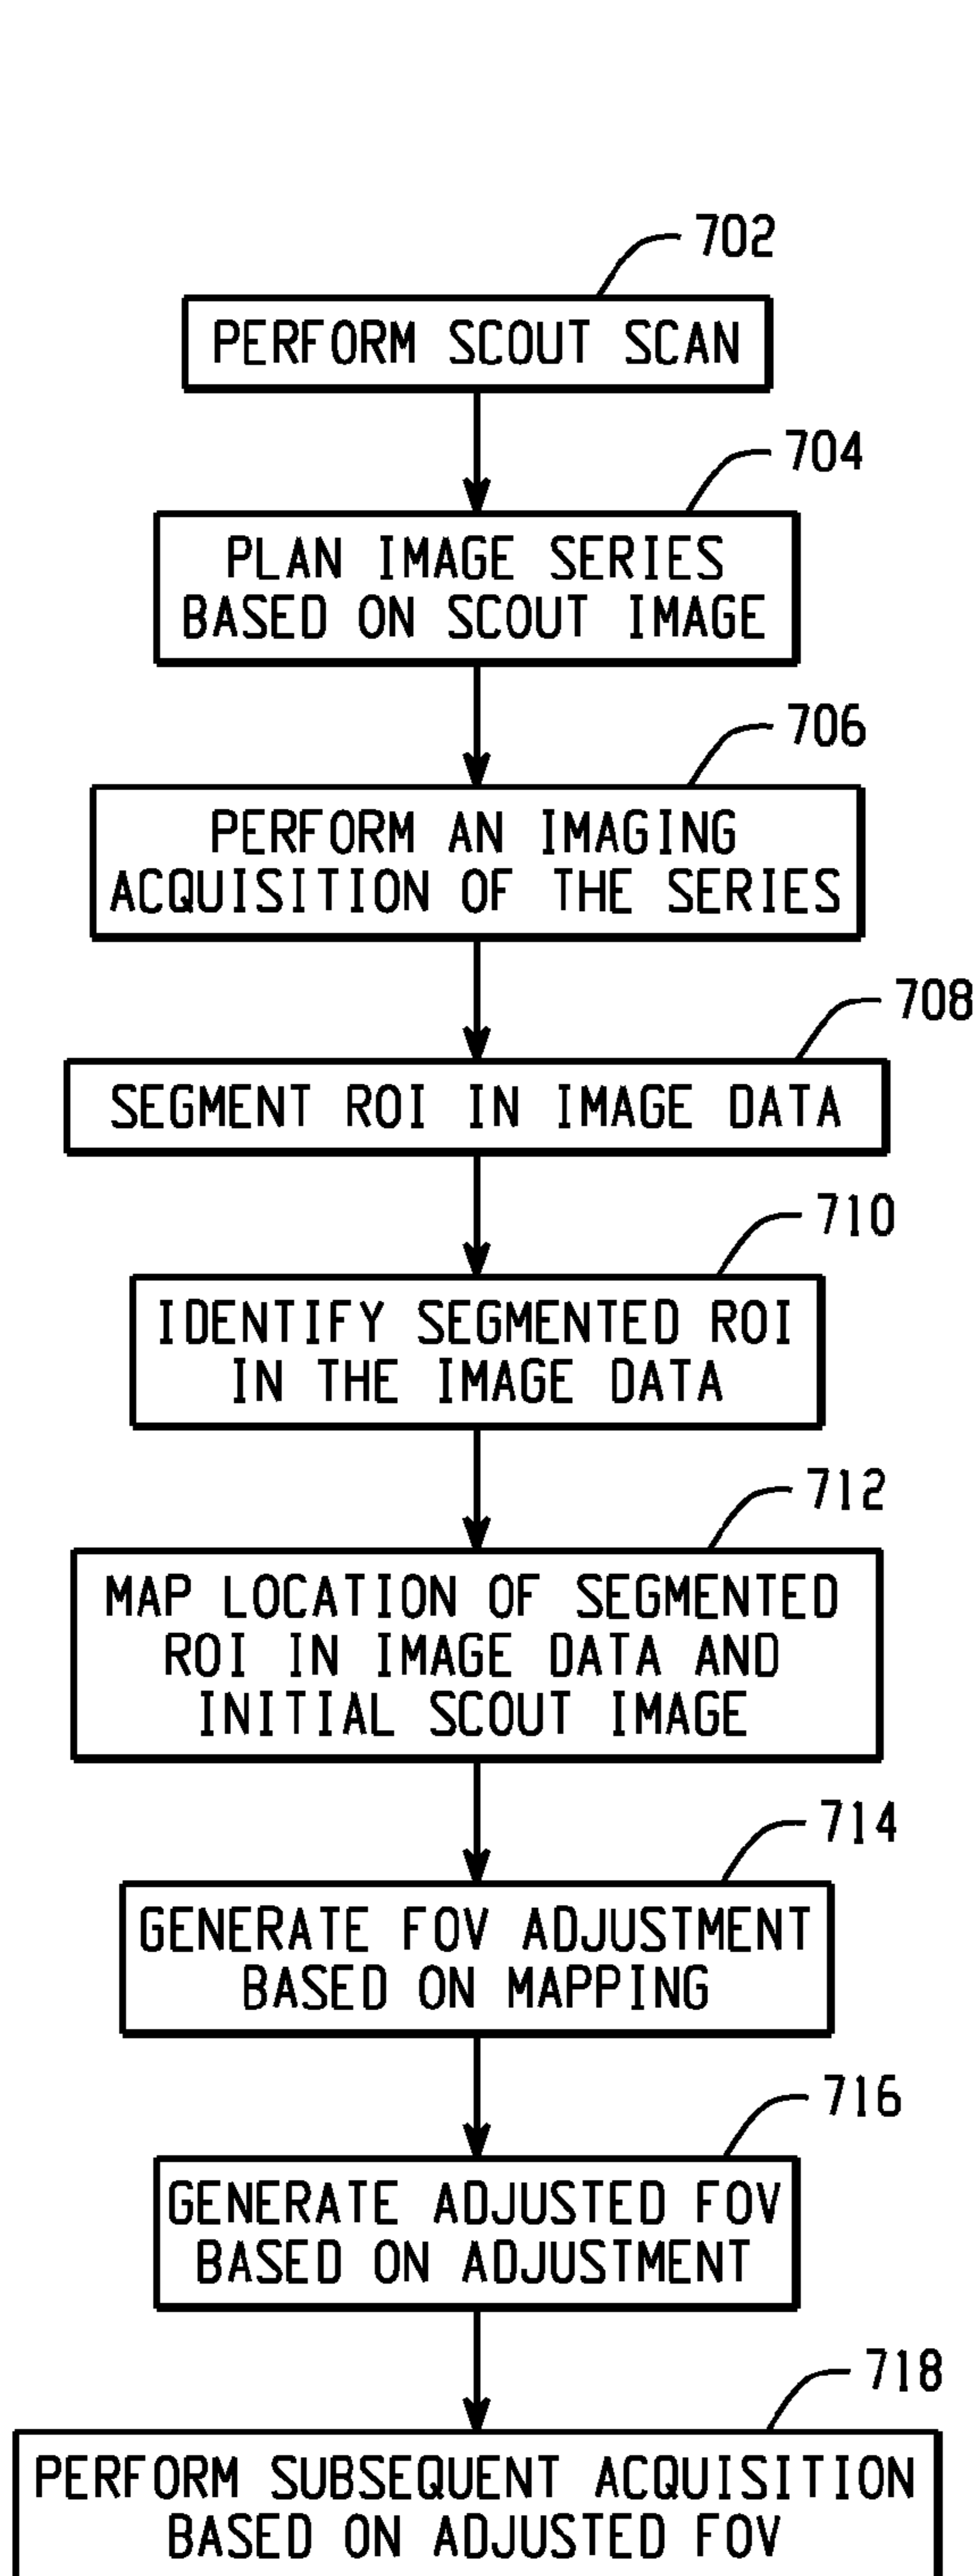 702
PERFORM SCOUT SCAN
704
PLAN IMAGE SERIES
BASED ON SCOUT IMAGE
706
PERFORM AN IMAGING
ACQUISITION OF THE SERIES
708
SEGMENT ROI IN IMAGE DATA
710
IDENTIFY SEGMENTED ROI
IN THE IMAGE DATA
712
MAP LOCATION OF SEGMENTED
ROI IN IMAGE DATA AND
INITIAL SCOUT IMAGE
714
GENERATE FOV ADJUSTMENT
BASED ON MAPPING
716
GENERATE ADJUSTED FOV
BASED ON ADJUSTMENT
718
PERFORM SUBSEQUENT ACQUISITION
BASED ON ADJUSTED FOV